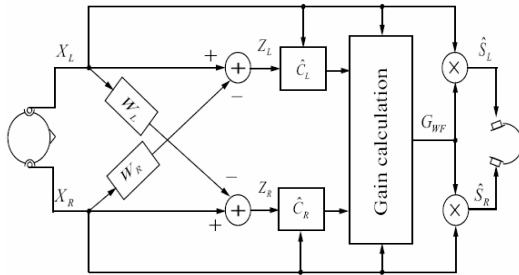 X_L
+
Z_L
Ĉ_L
Ŝ_L
W_L
−
×
+
Gain calculation
G_WF
W_R
−
X_R
+
Z_R
Ĉ_R
+
×
Ŝ_R